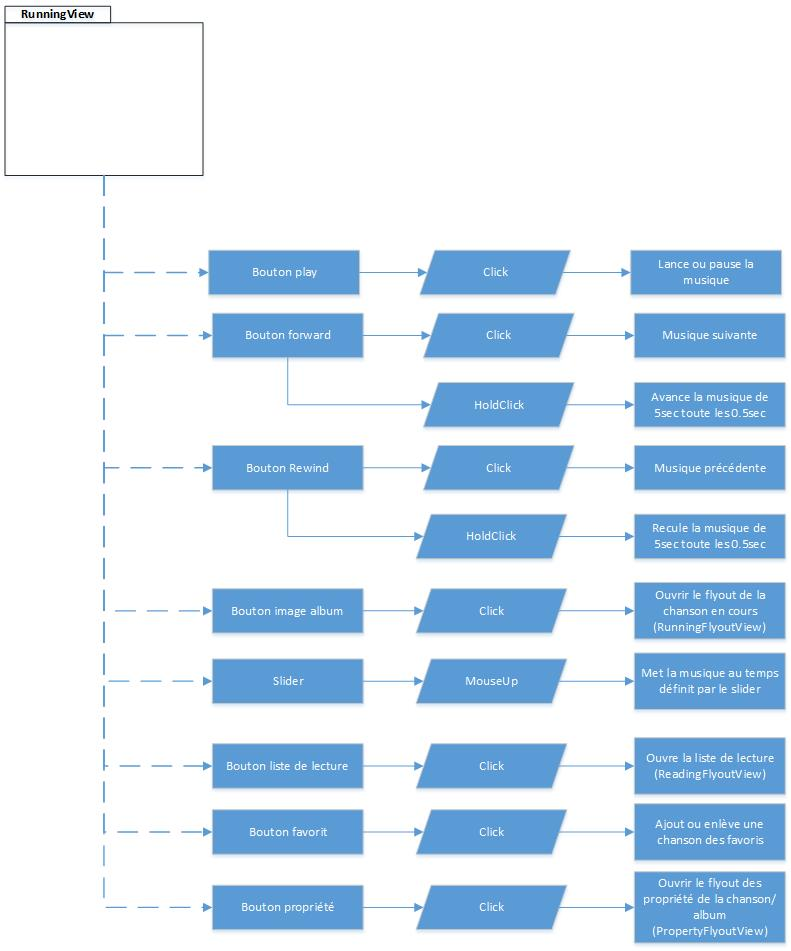 RunningView
Bouton play
Click
Lance ou pause la
musique
Bouton forward
Click
Musique suivante
HoldClick
Avance la musique de
5sec toute les 0.5sec
Bouton Rewind
Click
Musique précédente
HoldClick
Recule la musique de
5sec toute les 0.5sec
Bouton image album
Click
Ouvrir le flyout de la
chanson en cours
(RunningFlyoutView)
Slider
MouseUp
Met la musique au temps
définit par le slider
Bouton liste de lecture
Click
Ouvre la liste de lecture
(ReadingFlyoutView)
Bouton favorit
Click
Ajout ou enlève une
chanson des favoris
Bouton propriété
Click
Ouvrir le flyout des
propriété de la chanson/
album
(PropertyFlyoutView)